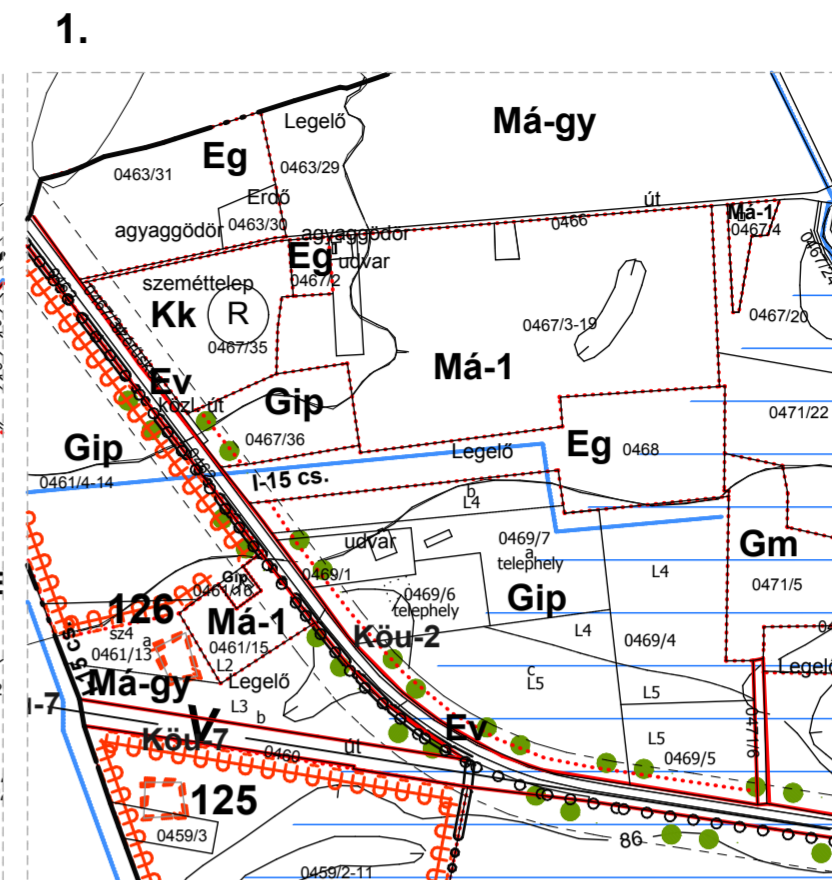 1.
Legelő
Má-gy
0463/31
Eg
0463/29
Erdő
út
Má-1
0463/30
0466
0467/4
agyaggödör
agyaggödör
Eg
udvar
0467/2
szeméttelep
Kk
R
0467/20
0467/3-19
0467/35
Má-1
Ev
közl. út
Gip
0471/22
0467/36
Gip
Eg
0468
Legelő
0461/4-14
I-15 cs.
b
L4
0469/7
a
telephely
udvar
Gm
Gip
0469/1
L4
0461/16
0471/5
0469/6
telephely
Gip
126
Má-1
L4
sz4
a
0461/15
Köu-2
0469/4
0461/13
L2
Legelő
c
L5
Legelő
I-15 cs.
Má-gy
L5
I-7
L3
b
V
Ev
0471/6
Köu-7
út
L5
0460
0469/5
125
0459/3
86
0459/2-11